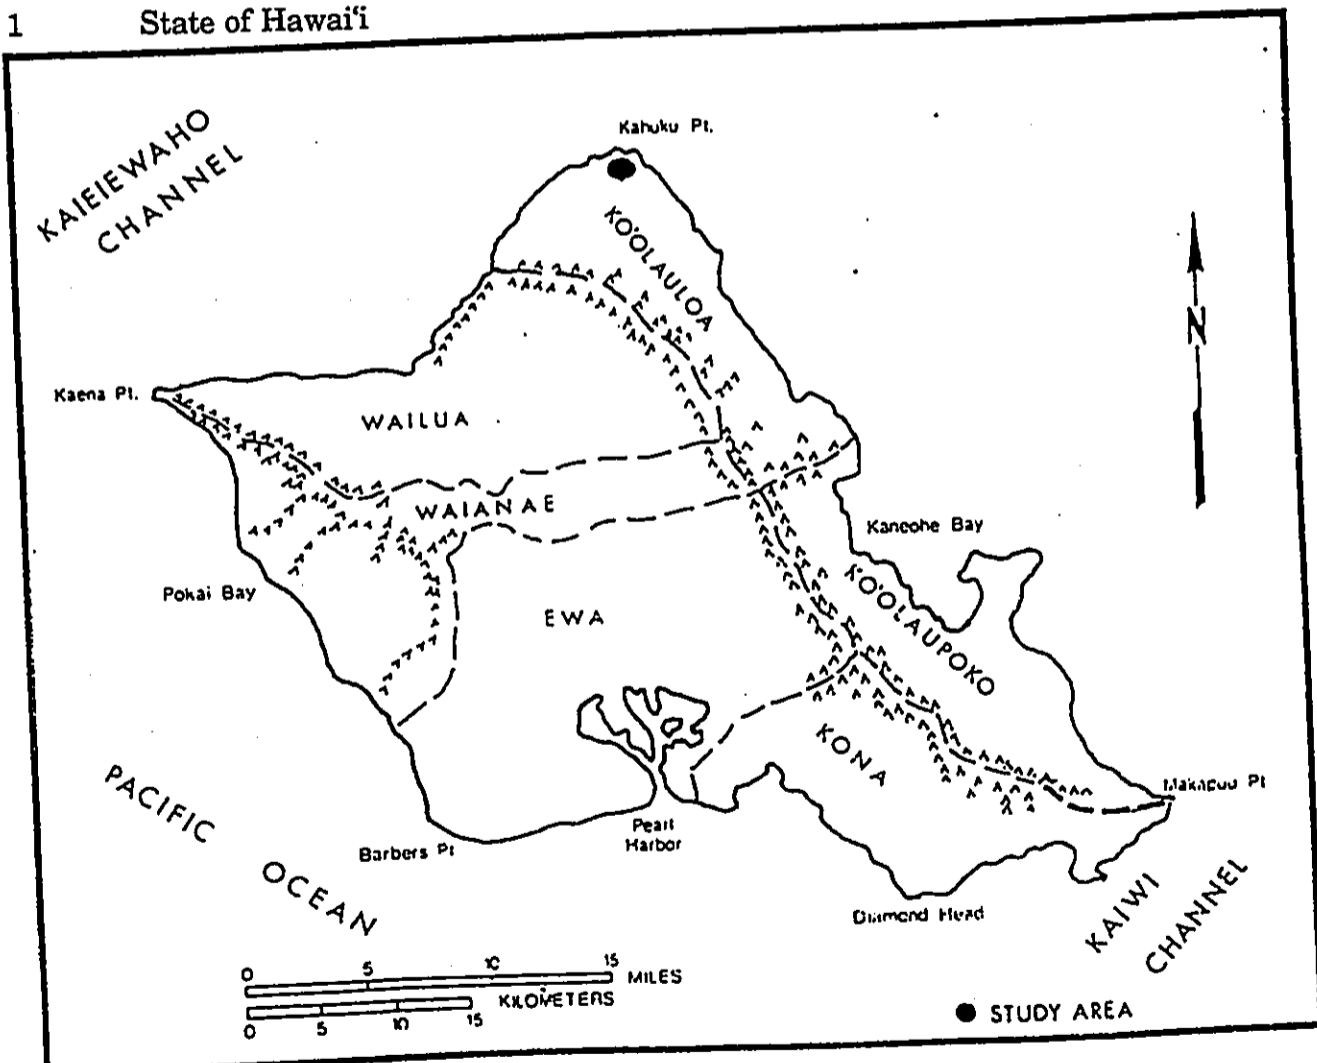 1 State of Hawai‘i
KAIEIEWAHO
CHANNEL
Kahuku Pt.
KO'OLAULOA
N
Kaena Pt.
WAILUA
WAIANAE
Kaneohe Bay
Pokai Bay
EWA
KOOLAUPOKO
KONA
Makapuu Pt
PACIFIC
OCEAN
Pearl
Harbor
Barbers Pt
Diamond Head
KAIWI
CHANNEL
0 5 10 15 MILES
KILOMETERS
0 5 10 15
STUDY AREA